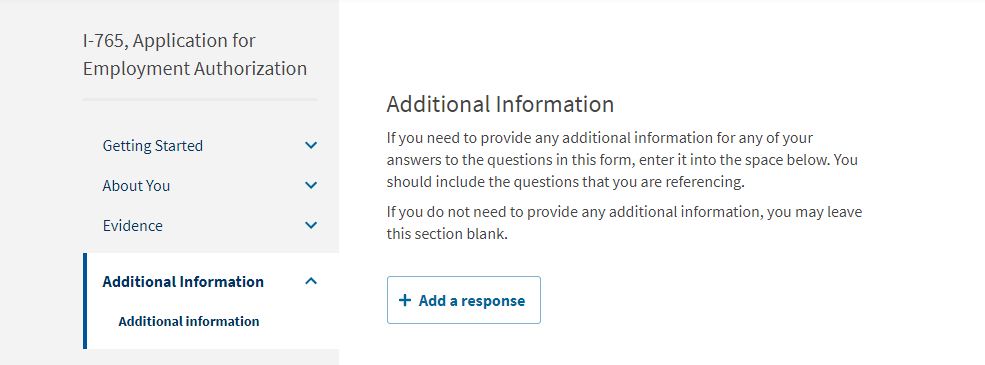 I-765, Application for
Employment Authorization
Getting Started
About You
Evidence
Additional Information
Additional information
Additional Information
If you need to provide any additional information for any of your
answers to the questions in this form, enter it into the space below. You
should include the questions that you are referencing.
If you do not need to provide any additional information, you may leave
this section blank.
+ Add a response